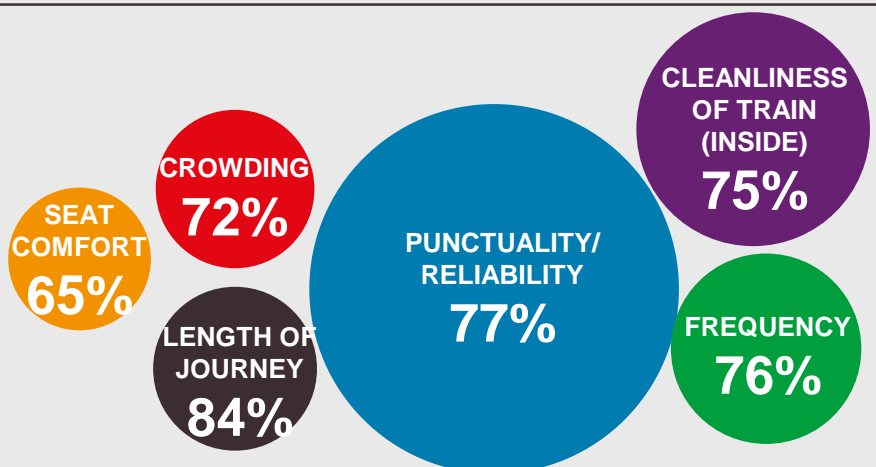 SEAT
COMFORT
65%
CROWDING
72%
LENGTH OF
JOURNEY
84%
PUNCTUALITY/
RELIABILITY
77%
CLEANLINESS
OF TRAIN
(INSIDE)
75%
FREQUENCY
76%